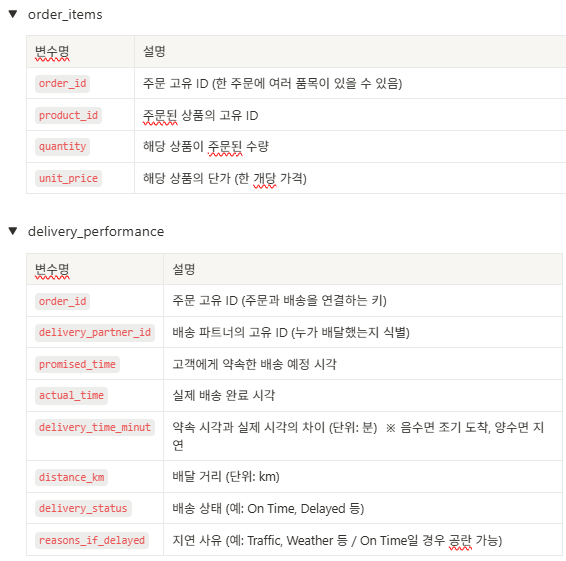 order_items
변수명 설명
order_id 주문 고유 ID (한 주문에 여러 품목이 있을 수 있음)
product_id 주문된 상품의 고유 ID
quantity 해당 상품이 주문된 수량
unit_price 해당 상품의 단가 (한 개당 가격)
delivery_performance
변수명 설명
order_id 주문 고유 ID (주문과 배송을 연결하는 키)
delivery_partner_id 배송 파트너의 고유 ID (누가 배달했는지 식별)
promised_time 고객에게 약속한 배송 예정 시각
actual_time 실제 배송 완료 시각
delivery_time_minut 약속 시각과 실제 시각의 차이 (단위: 분) ※ 음수면 조기 도착, 양수면 지
연
distance_km 배달 거리 (단위: km)
delivery_status 배송 상태 (예: On Time, Delayed 등)
reasons_if_delayed 지연 사유 (예: Traffic, Weather 등 / On Time일 경우 공란 가능)